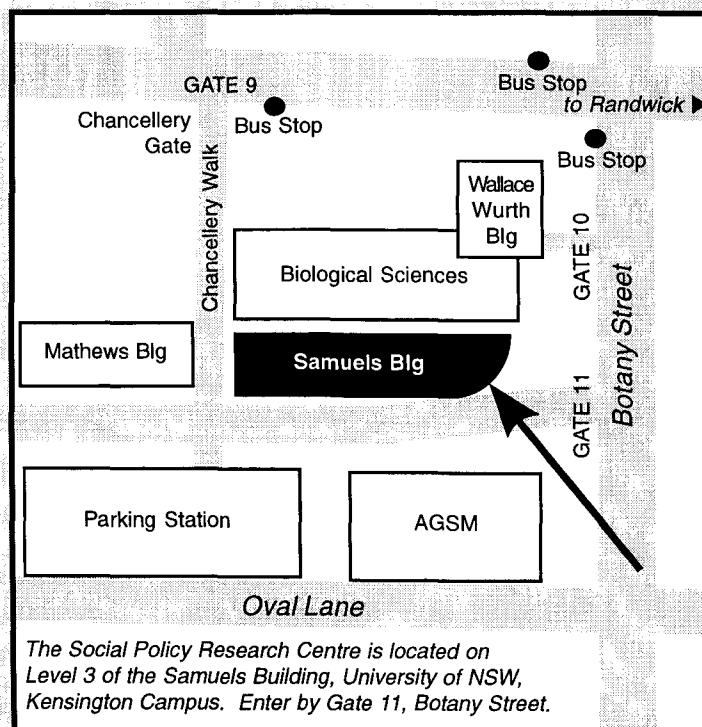 Bus Stop
to Randwick
GATE 9
Bus Stop
Chancellery
Gate
Bus Stop
Chancellery Walk
Wallace
Wurth
Blg
GATE 10
Biological Sciences
Botany Street
Mathews Blg
Samuels Blg
GATE 11
Parking Station
AGSM
Oval Lane
The Social Policy Research Centre is located on
Level 3 of the Samuels Building, University of NSW,
Kensington Campus. Enter by Gate 11, Botany Street.